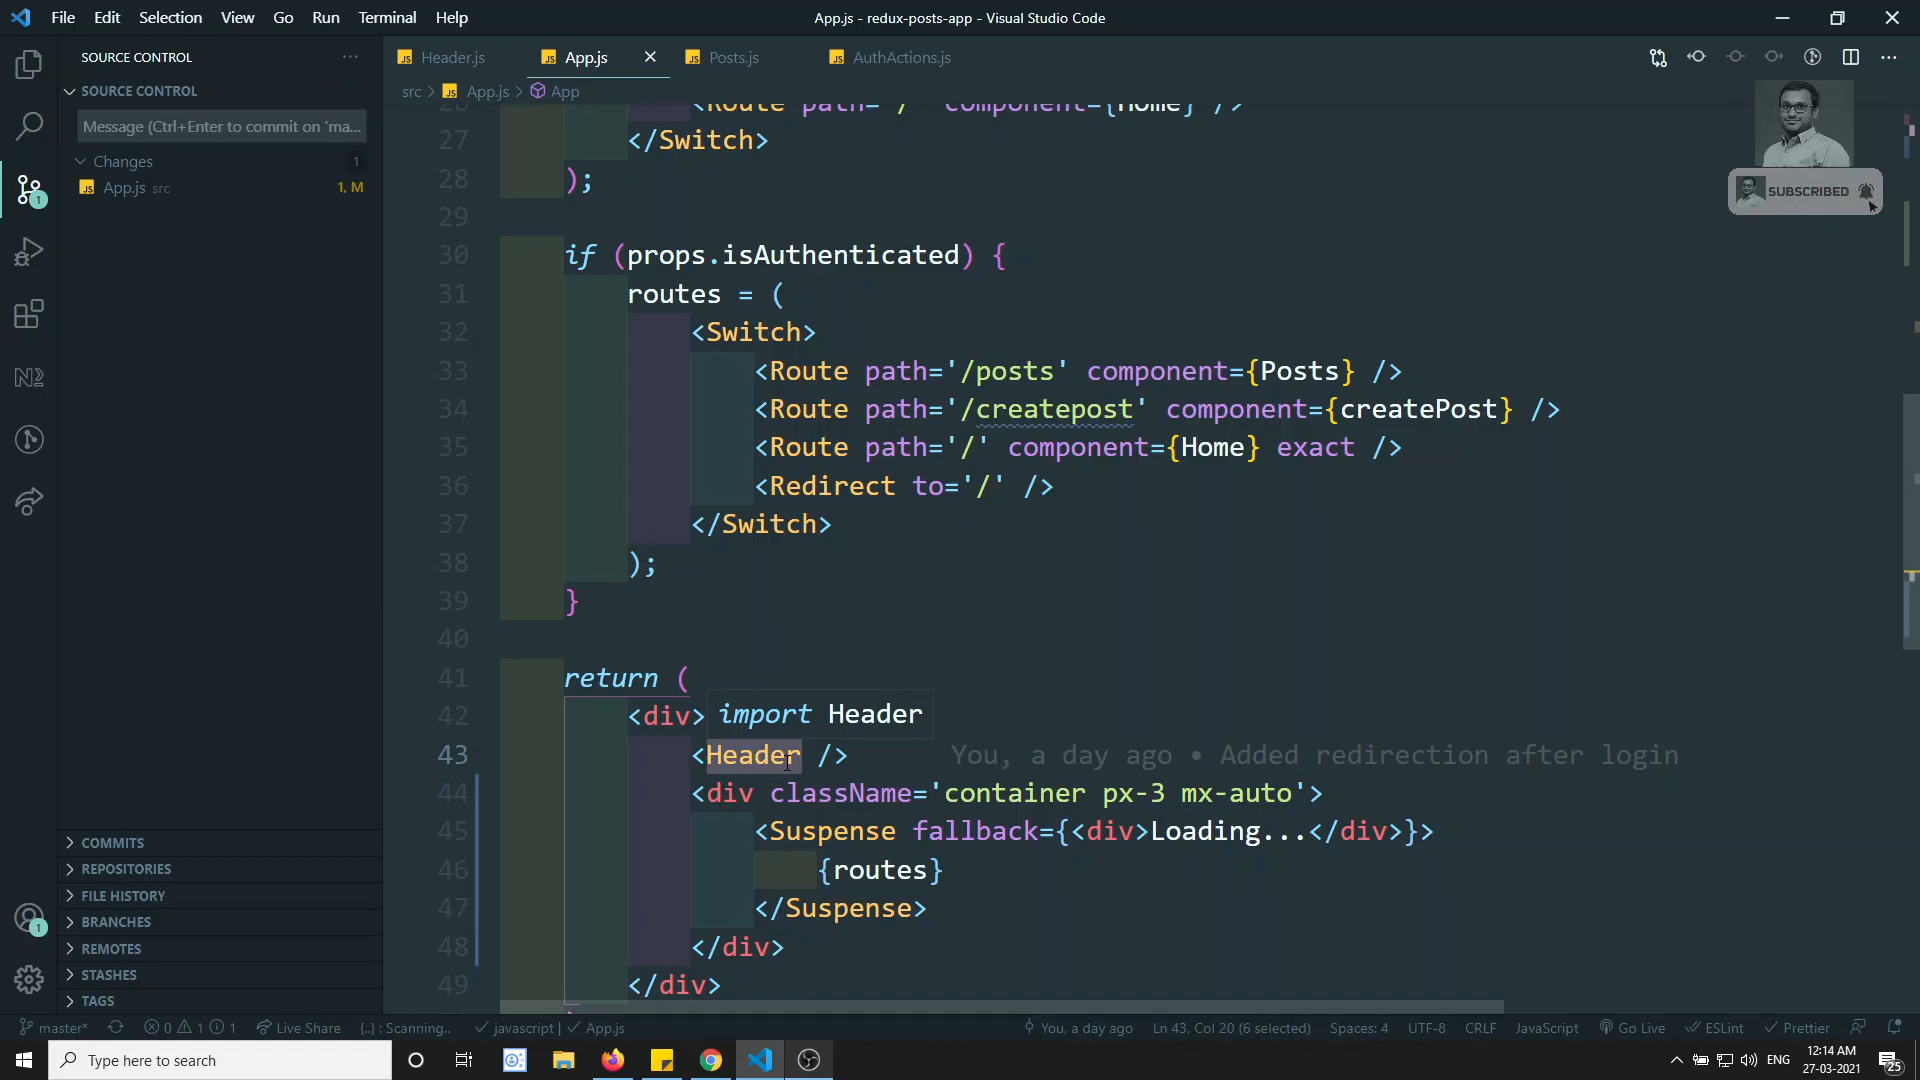 File Edit Selection View Go Run Terminal Help
App.js - redux-posts-app - Visual Studio Code
SOURCE CONTROL
Header.js
App.js
Posts.js
AuthActions.js
SOURCE CONTROL
src > App.js > App
Message (Ctrl+Enter to commit on 'ma...
Changes 1
App.js src 1, M
SUBSCRIBED
26 <Route path='/' component={Home} />
27 </Switch>
28 );
29
30 if (props.isAuthenticated) {
31 routes = (
32 <Switch>
33 <Route path='/posts' component={Posts} />
34 <Route path='/createpost' component={createPost} />
35 <Route path='/' component={Home} exact />
36 <Redirect to='/' />
37 </Switch>
38 );
39 }
40
41 return (
42 <div>
import Header
43 <Header /> You, a day ago • Added redirection after login
44 <div className='container px-3 mx-auto'>
45 <Suspense fallback={<div>Loading...</div>}>
46 {routes}
47 </Suspense>
48 </div>
49 </div>
COMMITS
REPOSITORIES
FILE HISTORY
BRANCHES
REMOTES
STASHES
TAGS
1
1
master* 0 1 1 Live Share {..} : Scanning.. javascript | App.js You, a day ago Ln 43, Col 20 (6 selected) Spaces: 4 UTF-8 CRLF JavaScript Go Live ESLint Prettier
Type here to search
ENG
12:14 AM
27-03-2021
25